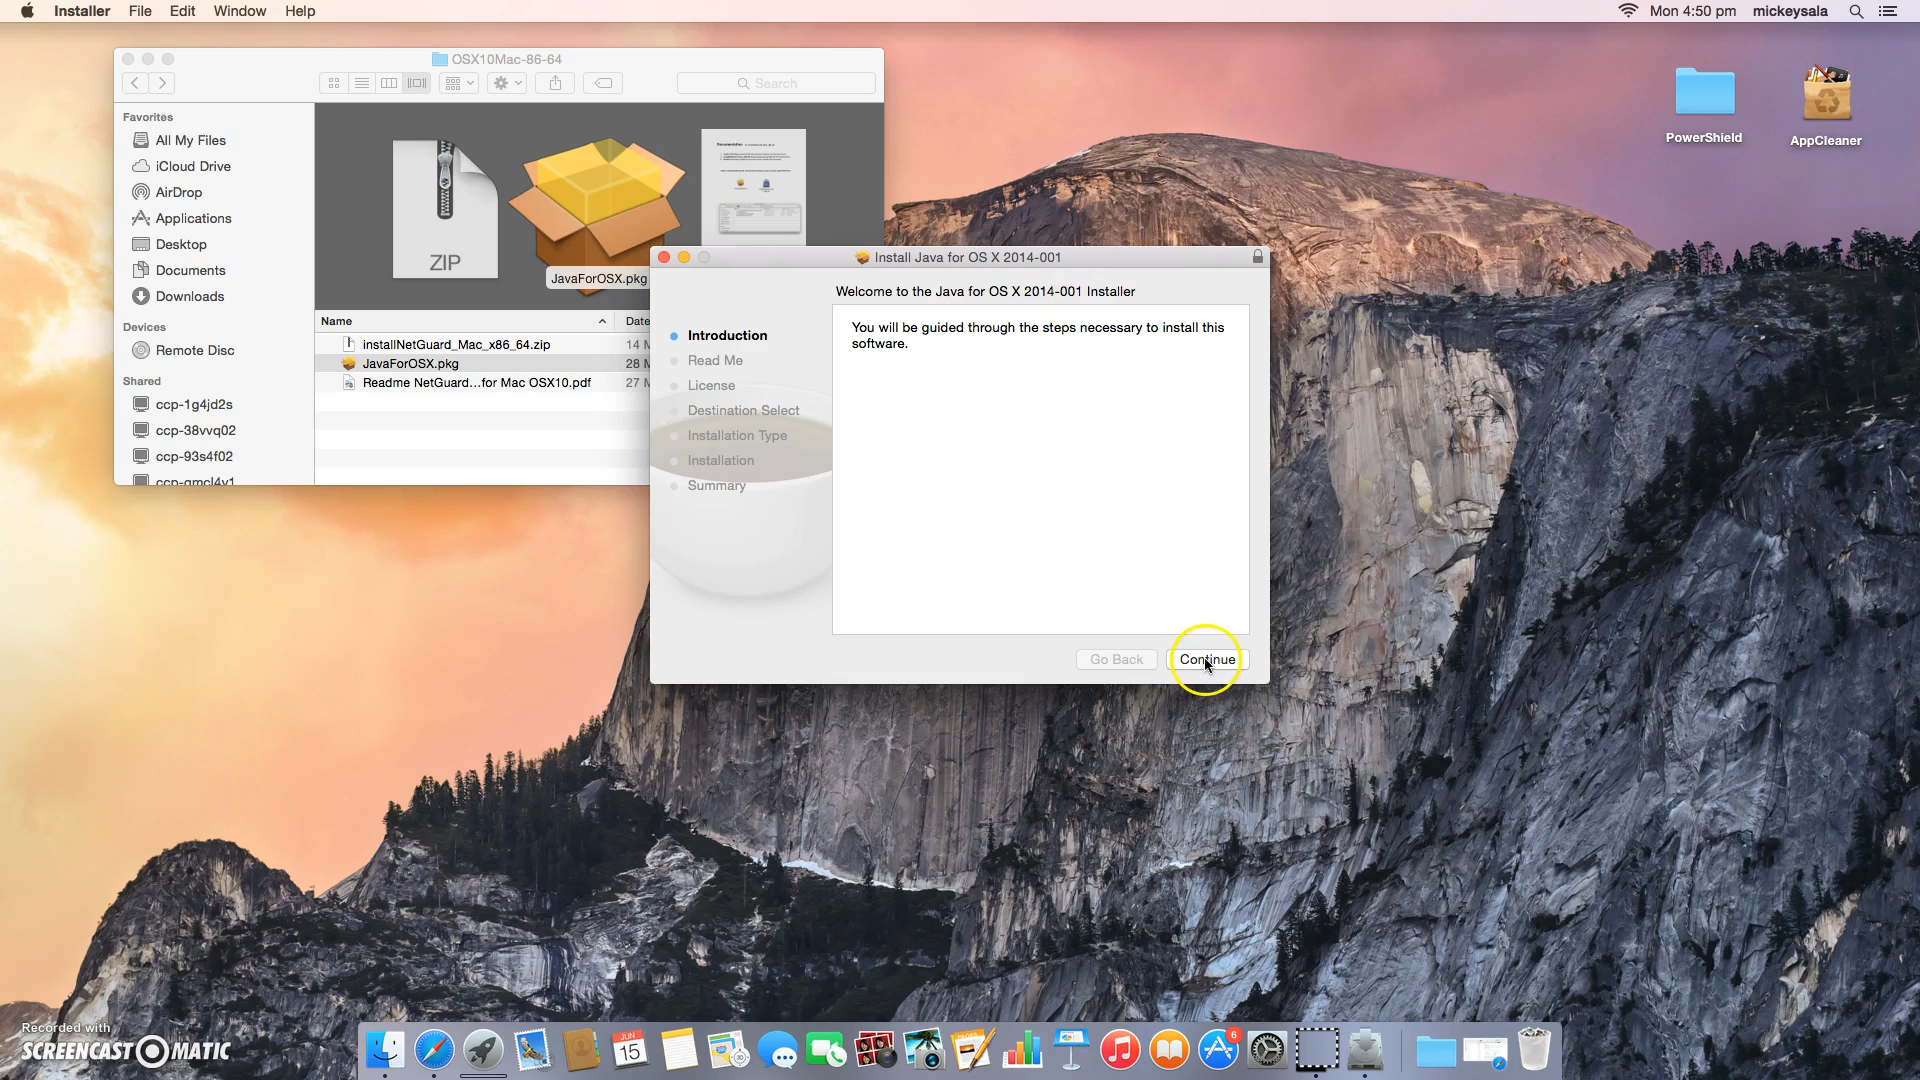 Installer File Edit Window Help
Mon 4:50 pm mickeysala
OSX10Mac-86-64
Search
Favorites
All My Files
iCloud Drive
AirDrop
Applications
Desktop
Documents
Downloads
Devices
Remote Disc
Shared
ccp-1g4jd2s
ccp-38vvq02
ccp-93s4f02
ccp-gmcl4v1
ZIP
JavaForOSX.pkg
Name Date
installNetGuard_Mac_x86_64.zip 14 M
JavaForOSX.pkg 28 M
Readme NetGuard...for Mac OSX10.pdf 27 M
Install Java for OS X 2014-001
Welcome to the Java for OS X 2014-001 Installer
Introduction
Read Me
License
Destination Select
Installation Type
Installation
Summary
You will be guided through the steps necessary to install this
software.
Go Back Continue
PowerShield
AppCleaner
Recorded with
SCREENCAST MATIC
JUN
15
6